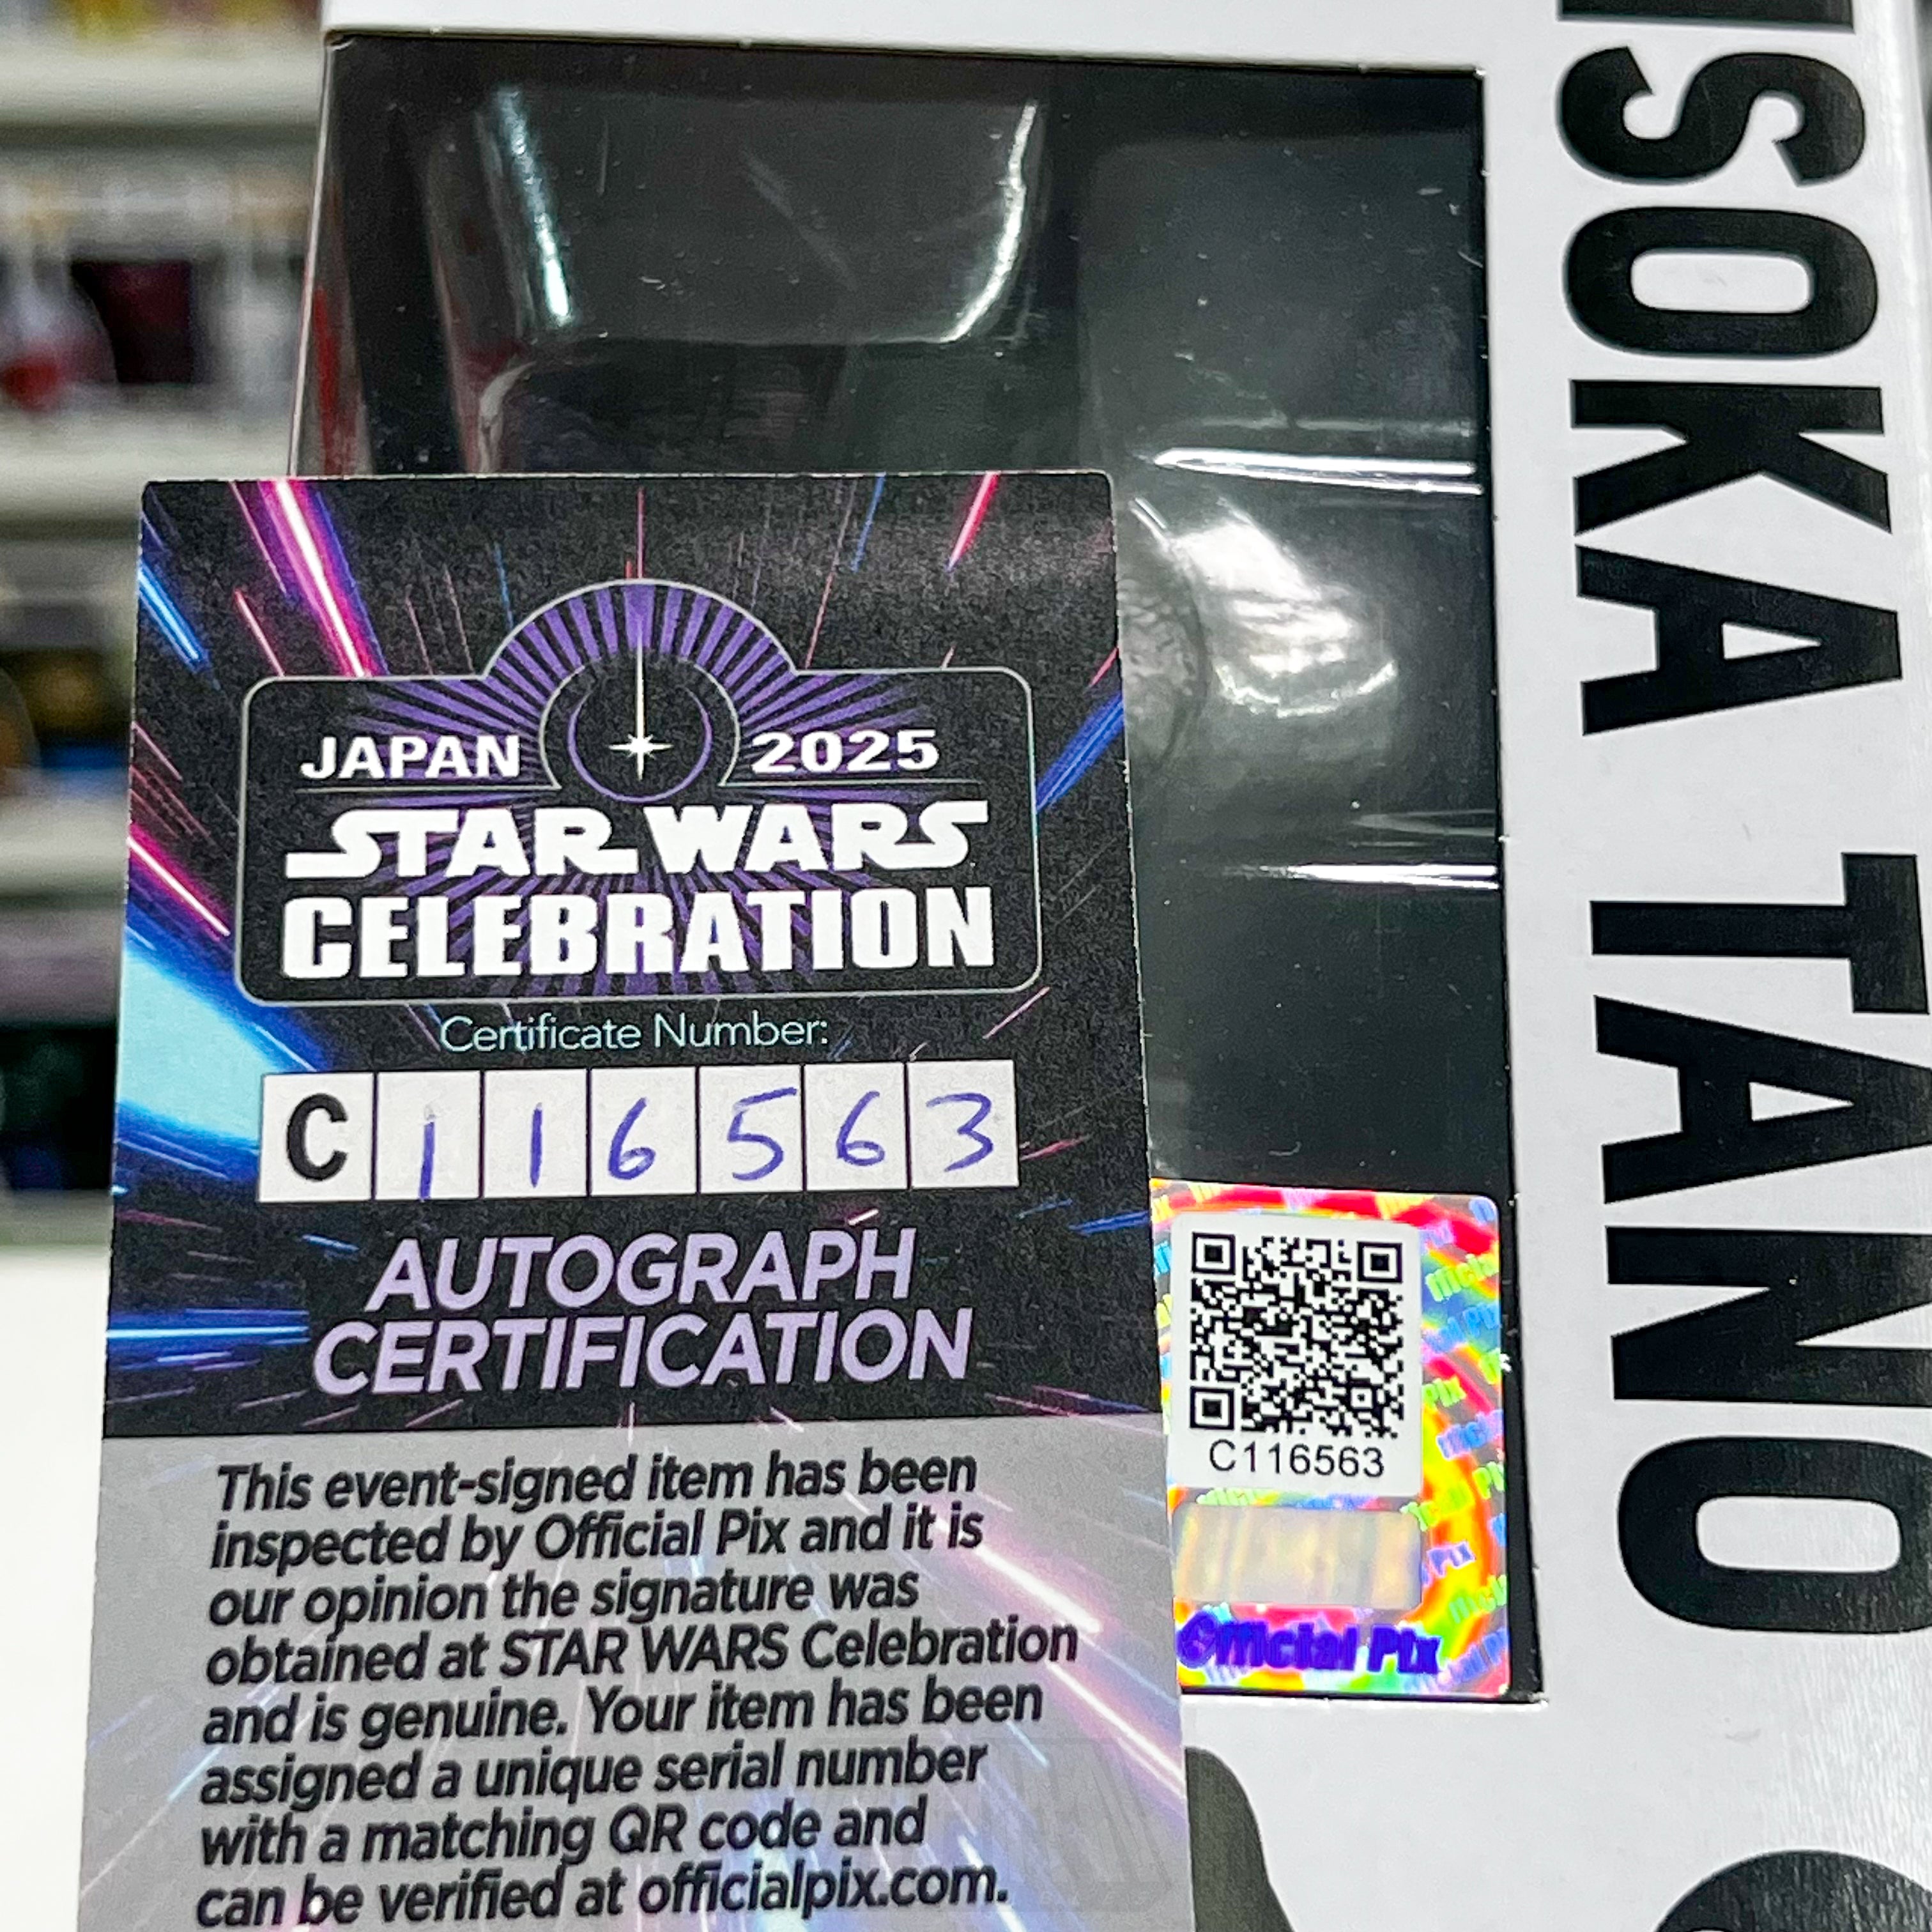 JAPAN 2025
STAR WARS
CELEBRATION
Certificate Number:
C 1 1 6 5 6 3
AUTOGRAPH
CERTIFICATION
This event-signed item has been
inspected by Official Pix and it is
our opinion the signature was
obtained at STAR WARS Celebration
and is genuine. Your item has been
assigned a unique serial number
with a matching QR code and
can be verified at officialpix.com.
C116563
Official Pix
SOKA TANO